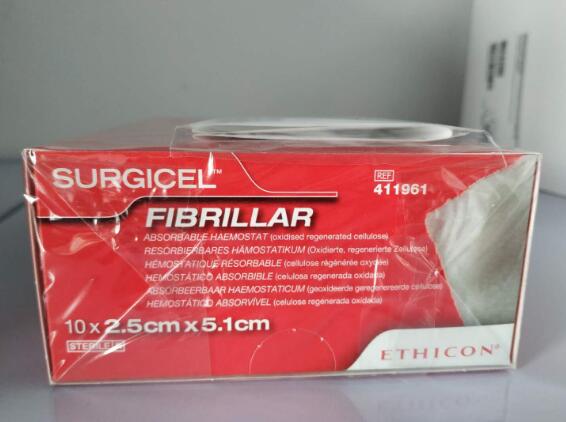 SURGICEL™
REF
411961
FIBRILLAR
ABSORBABLE HAEMOSTAT (oxidised regenerated cellulose)
RESORBIERBARES HÄMOSTATIKUM (Oxidierte, regenerierte Zellulose)
HÉMOSTATIQUE RÉSORBABLE (cellulose régénérée oxydée)
HEMOSTÁTICO ABSORBIBLE (celulosa regenerada oxidada)
ABSORBEERBAAR HAEMOSTATICUM (geoxideerde geregenereerde cellulose)
HEMOSTÁTICO ABSORVÍVEL (celulose regenerada oxidada)
10 x 2.5cm x 5.1cm
STERILE R
ETHICON